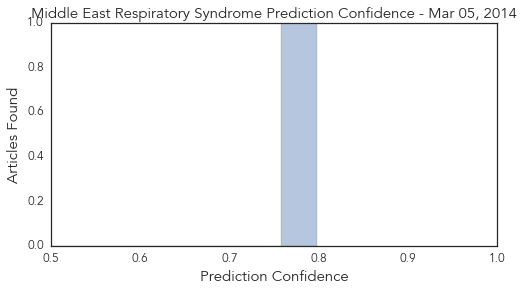 Middle East Respiratory Syndrome Prediction Confidence - Mar 05, 2014
1.0
0.8
0.6
0.4
0.2
0.0
Articles Found
0.5 0.6 0.7 0.8 0.9 1.0
Prediction Confidence